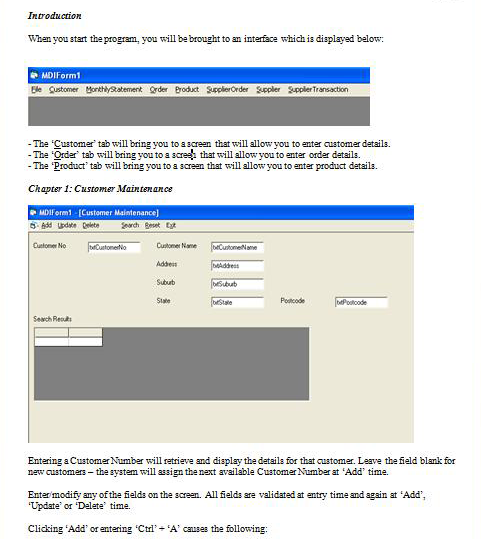 Introduction
When you start the program, you will be brought to an interface which is displayed below:
MDIForm1
File Customer MonthlyStatement Order Product SupplierOrder Supplier SupplierTransaction
- The 'Customer' tab will bring you to a screen that will allow you to enter customer details.
- The 'Order' tab will bring you to a screen that will allow you to enter order details.
- The 'Product' tab will bring you to a screen that will allow you to enter product details.
Chapter 1: Customer Maintenance
MDIForm1 - [Customer Maintenance]
Add Update Delete Search Reset Exit
Customer No txtCustomerNo Customer Name txtCustomerName
Address txtAddress
Suburb txtSuburb
State txtState Postcode txtPostcode
Search Results
Entering a Customer Number will retrieve and display the details for that customer. Leave the field blank for
new customers – the system will assign the next available Customer Number at 'Add' time.
Enter/modify any of the fields on the screen. All fields are validated at entry time and again at 'Add',
'Update' or 'Delete' time.
Clicking 'Add' or entering 'Ctrl' + 'A' causes the following: